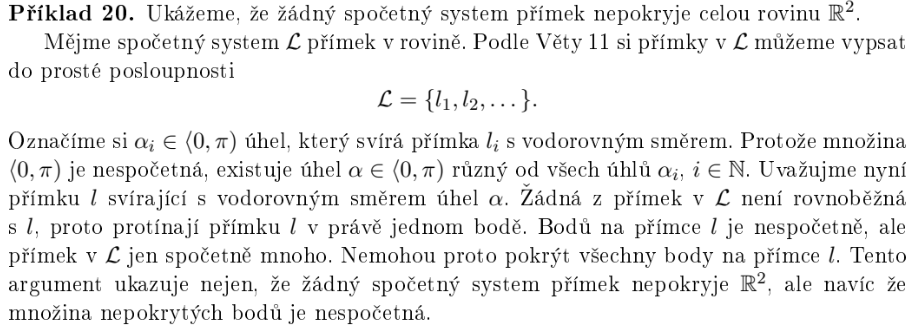 Příklad 20. Ukážeme, že žádný spočetný system přímek nepokryje celou rovinu ℝ².
Mějme spočetný system ℒ přímek v rovině. Podle Věty 11 si přímky v ℒ můžeme vypsat
do prosté posloupnosti
ℒ = {l₁, l₂, . . . }.
Označíme si αᵢ ∈ ⟨0, π) úhel, který svírá přímka lᵢ s vodorovným směrem. Protože množina
⟨0, π) je nespočetná, existuje úhel α ∈ ⟨0, π) různý od všech úhlů αᵢ, i ∈ ℕ. Uvažujme nyní
přímku l svírající s vodorovným směrem úhel α. Žádná z přímek v ℒ není rovnoběžná
s l, proto protínají přímku l v právě jednom bodě. Bodů na přímce l je nespočetně, ale
přímek v ℒ jen spočetně mnoho. Nemohou proto pokrýt všechny body na přímce l. Tento
argument ukazuje nejen, že žádný spočetný system přímek nepokryje ℝ², ale navíc že
množina nepokrytých bodů je nespočetná.